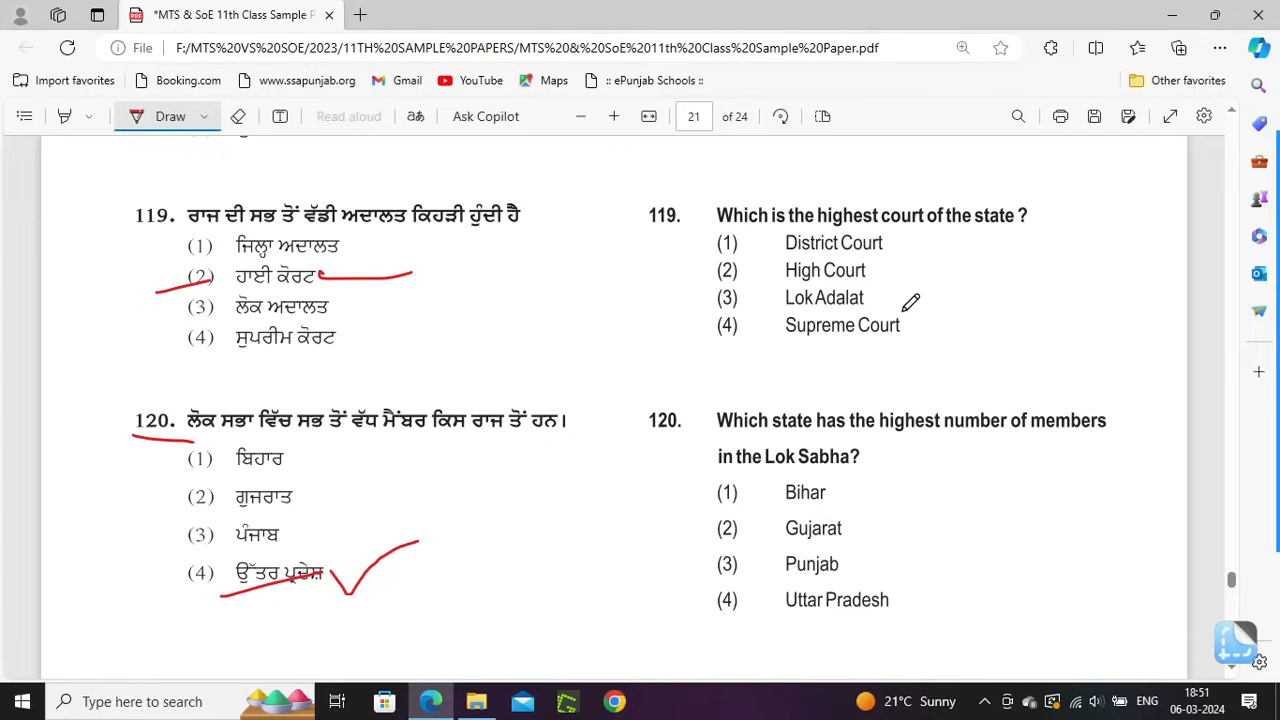 *MTS & SoE 11th Class Sample P
File
F:/MTS%20VS%20SOE/2023/11TH%20SAMPLE%20PAPERS/MTS%20&%20SoE%2011th%20Class%20Sample%20Paper.pdf
Import favorites
Booking.com
www.ssapunjab.org
Gmail
YouTube
Maps
:: ePunjab Schools ::
Other favorites
Draw
Read aloud
Ask Copilot
21 of 24
119. ਰਾਜ ਦੀ ਸਭ ਤੋਂ ਵੱਡੀ ਅਦਾਲਤ ਕਿਹੜੀ ਹੁੰਦੀ ਹੈ
(1) ਜਿਲ੍ਹਾ ਅਦਾਲਤ
(2) ਹਾਈ ਕੋਰਟ
(3) ਲੋਕ ਅਦਾਲਤ
(4) ਸੁਪਰੀਮ ਕੋਰਟ
120. ਲੋਕ ਸਭਾ ਵਿੱਚ ਸਭ ਤੋਂ ਵੱਧ ਮੈਂਬਰ ਕਿਸ ਰਾਜ ਤੋਂ ਹਨ।
(1) ਬਿਹਾਰ
(2) ਗੁਜਰਾਤ
(3) ਪੰਜਾਬ
(4) ਉੱਤਰ ਪ੍ਰਦੇਸ਼
119. Which is the highest court of the state ?
(1) District Court
(2) High Court
(3) Lok Adalat
(4) Supreme Court
120. Which state has the highest number of members
in the Lok Sabha?
(1) Bihar
(2) Gujarat
(3) Punjab
(4) Uttar Pradesh
Type here to search
21°C Sunny
ENG
18:51
06-03-2024